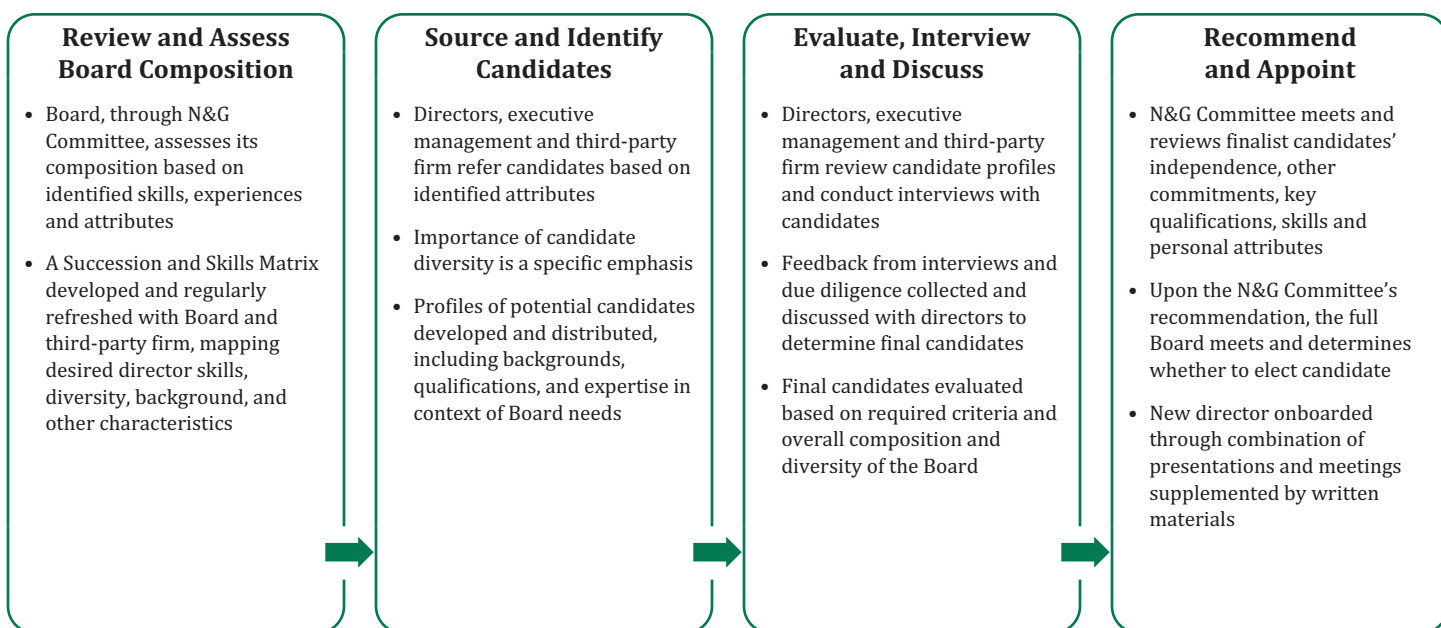 Review and Assess
Board Composition
• Board, through N&G
Committee, assesses its
composition based on
identified skills, experiences
and attributes
• A Succession and Skills Matrix
developed and regularly
refreshed with Board and
third-party firm, mapping
desired director skills,
diversity, background, and
other characteristics
Source and Identify
Candidates
• Directors, executive
management and third-party
firm refer candidates based on
identified attributes
• Importance of candidate
diversity is a specific emphasis
• Profiles of potential candidates
developed and distributed,
including backgrounds,
qualifications, and expertise in
context of Board needs
Evaluate, Interview
and Discuss
• Directors, executive
management and third-party
firm review candidate profiles
and conduct interviews with
candidates
• Feedback from interviews and
due diligence collected and
discussed with directors to
determine final candidates
• Final candidates evaluated
based on required criteria and
overall composition and
diversity of the Board
Recommend
and Appoint
• N&G Committee meets and
reviews finalist candidates’
independence, other
commitments, key
qualifications, skills and
personal attributes
• Upon the N&G Committee’s
recommendation, the full
Board meets and determines
whether to elect candidate
• New director onboarded
through combination of
presentations and meetings
supplemented by written
materials